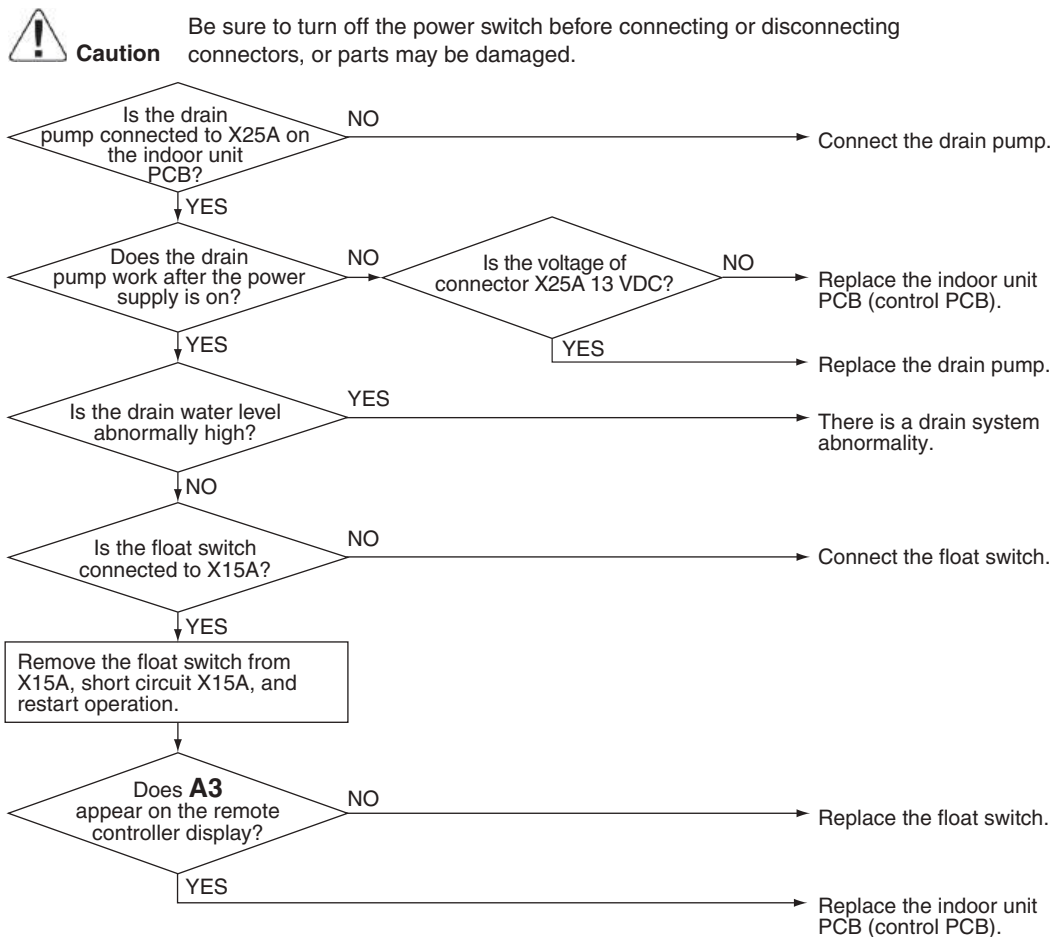 Caution
Be sure to turn off the power switch before connecting or disconnecting
connectors, or parts may be damaged.
Is the drain
pump connected to X25A on
the indoor unit
PCB?
NO
Connect the drain pump.
YES
Does the drain
pump work after the power
supply is on?
NO
Is the voltage of
connector X25A 13 VDC?
NO
Replace the indoor unit
PCB (control PCB).
YES
Replace the drain pump.
YES
Is the drain water level
abnormally high?
YES
There is a drain system
abnormality.
NO
Is the float switch
connected to X15A?
NO
Connect the float switch.
YES
Remove the float switch from
X15A, short circuit X15A, and
restart operation.
Does A3
appear on the remote
controller display?
NO
Replace the float switch.
YES
Replace the indoor unit
PCB (control PCB).